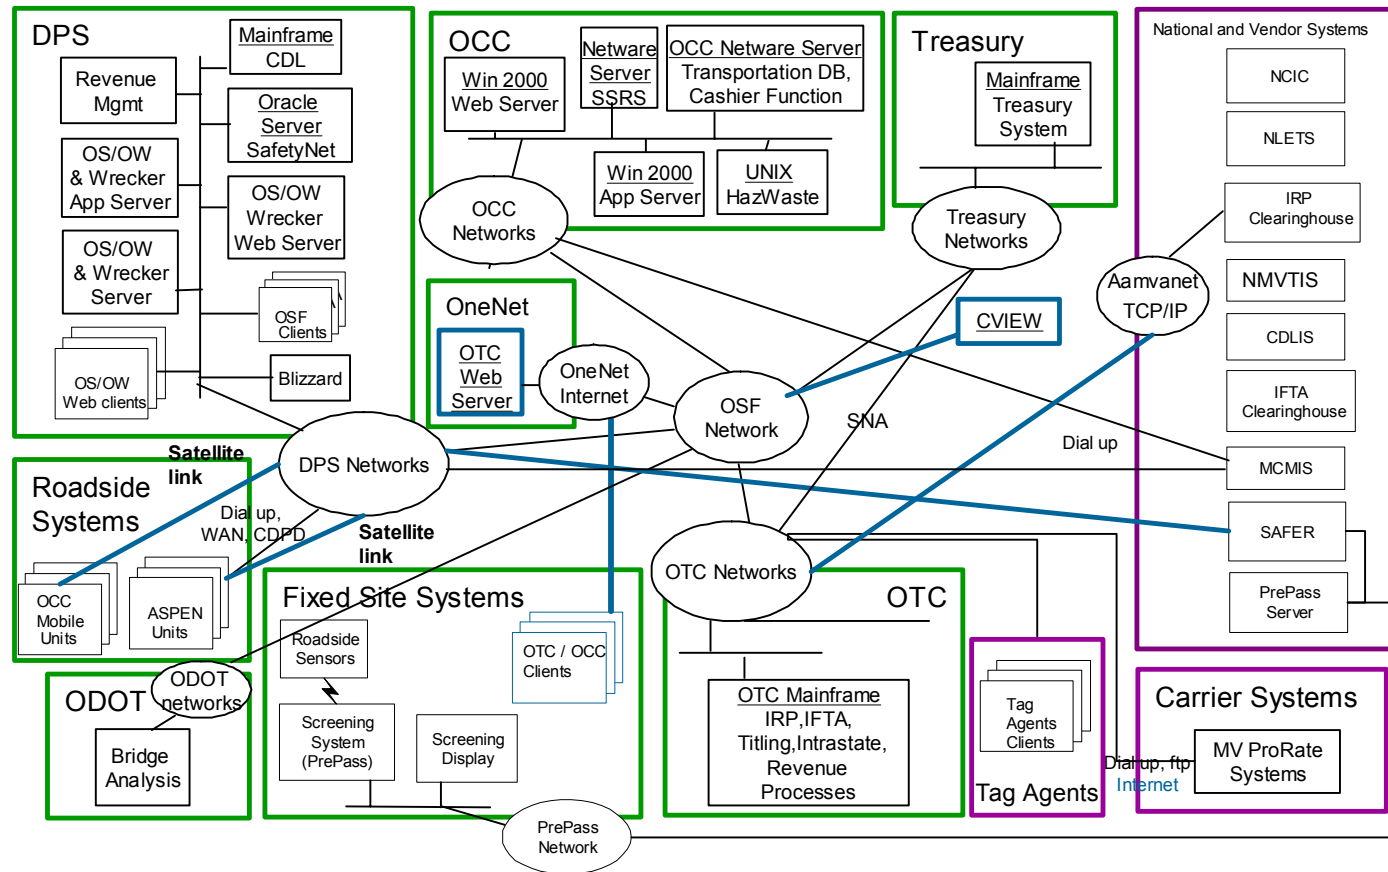 DPS
Mainframe
CDL
Revenue
Mgmt
Oracle
Server
SafetyNet
OS/OW
& Wrecker
App Server
OS/OW
Wrecker
Web Server
OS/OW
& Wrecker
Server
OSF
Clients
OS/OW
Web clients
Blizzard
OCC
Win 2000
Web Server
Netware
Server
SSRS
OCC Netware Server
Transportation DB,
Cashier Function
Win 2000
App Server
UNIX
HazWaste
OCC
Networks
Treasury
Mainframe
Treasury
System
Treasury
Networks
National and Vendor Systems
NCIC
NLETS
IRP
Clearinghouse
Aamvanet
TCP/IP
NMVTIS
CDLIS
IFTA
Clearinghouse
MCMIS
SAFER
PrePass
Server
OneNet
OTC
Web
Server
OneNet
Internet
CVIEW
OSF
Network
SNA
Dial up
DPS Networks
Satellite
link
Roadside
Systems
Dial up,
WAN, CDPD
Satellite
link
OCC
Mobile
Units
ASPEN
Units
ODOT
ODOT
networks
Bridge
Analysis
Fixed Site Systems
Roadside
Sensors
Screening
System
(PrePass)
Screening
Display
OTC / OCC
Clients
PrePass
Network
OTC Networks
OTC
OTC Mainframe
IRP,IFTA,
Titling,Intrastate,
Revenue
Processes
Tag
Agents
Clients
Tag Agents
Carrier Systems
MV ProRate
Systems
Dial up, ftp
Internet